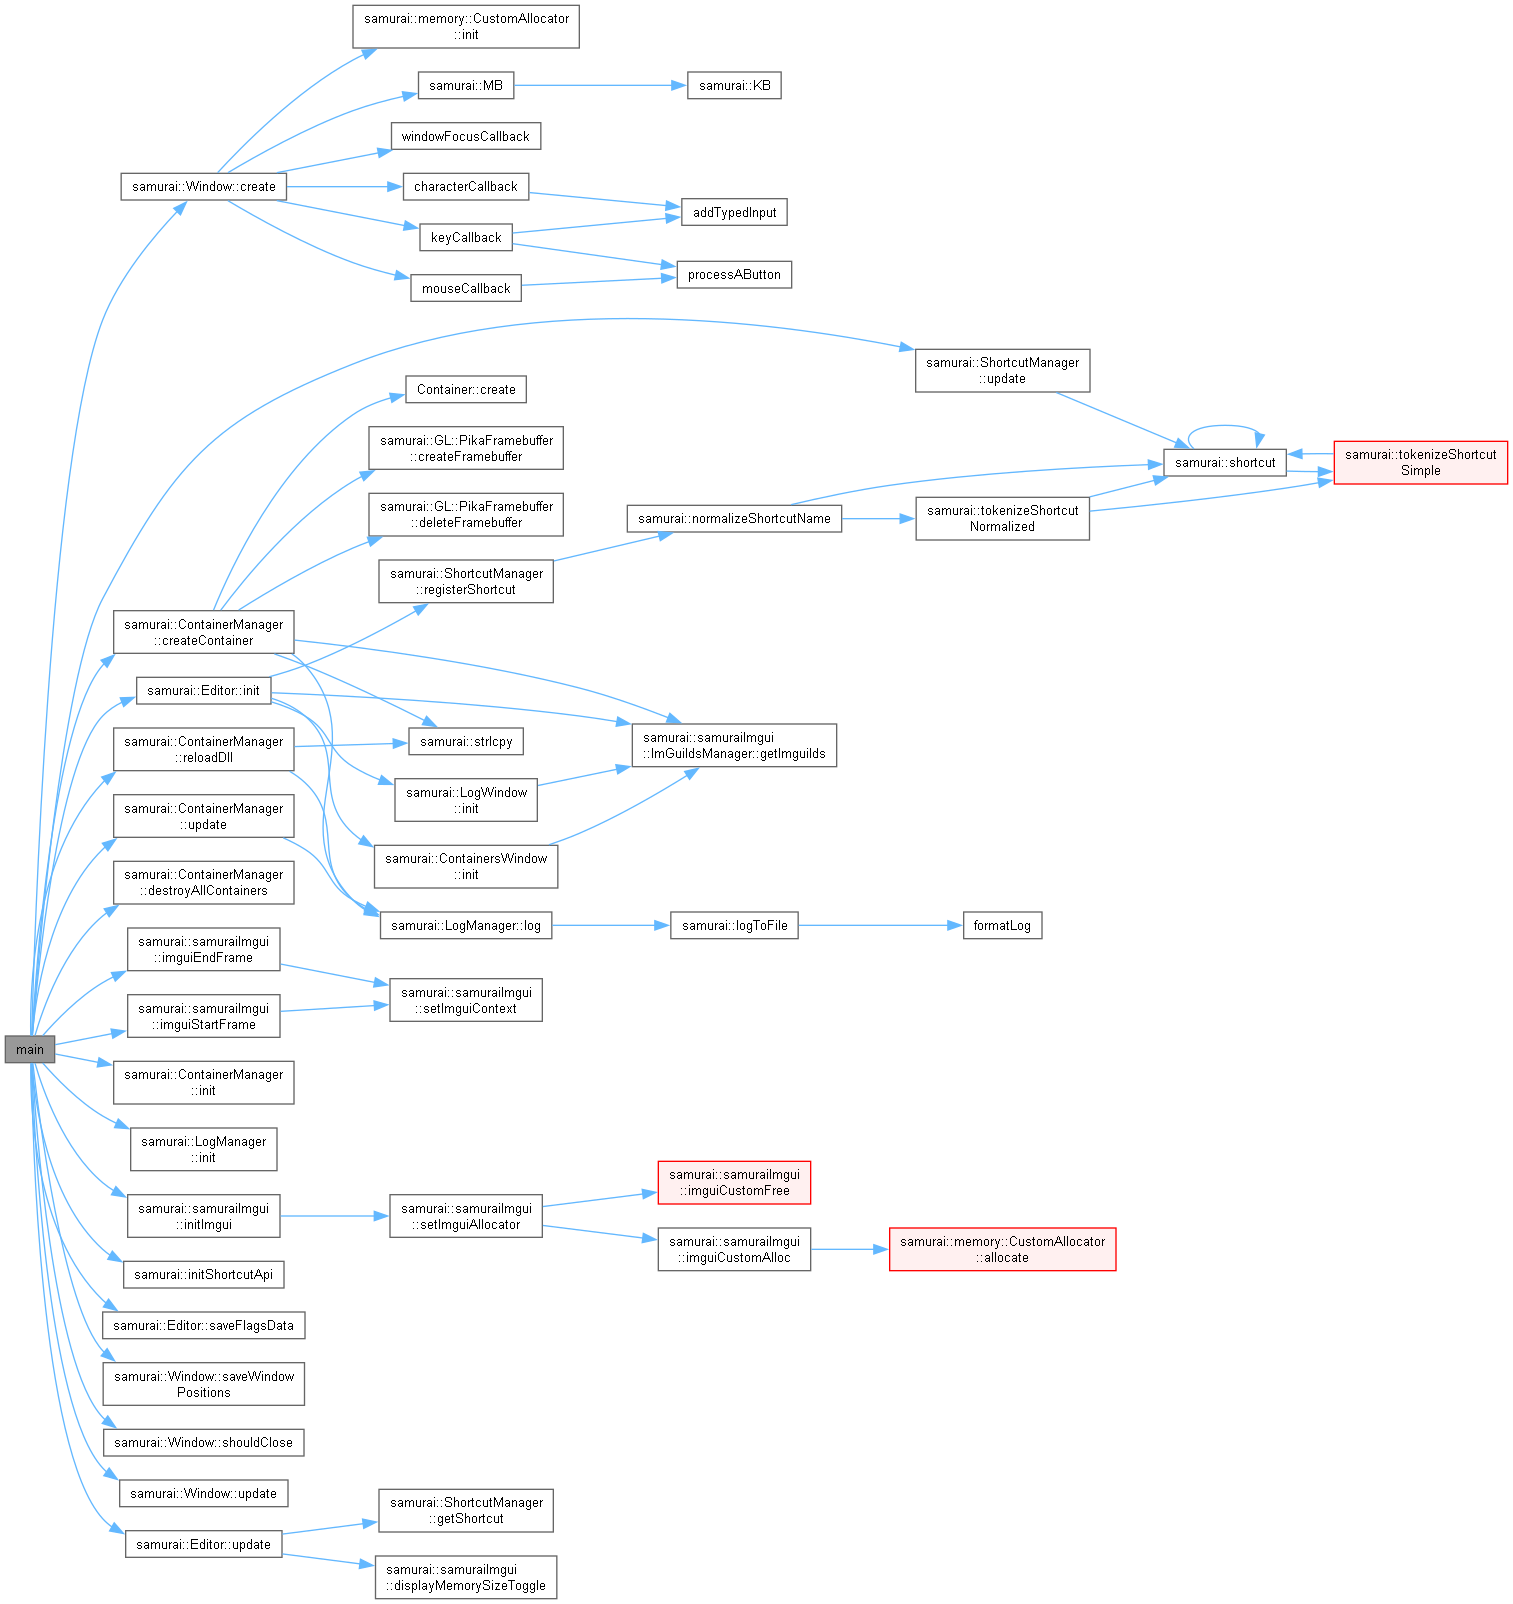 samurai::memory::CustomAllocator
::init
samurai::MB
samurai::KB
windowFocusCallback
samurai::Window::create
characterCallback
addTypedInput
keyCallback
processAButton
mouseCallback
samurai::ShortcutManager
::update
Container::create
samurai::GL::PikaFramebuffer
::createFramebuffer
samurai::shortcut
samurai::tokenizeShortcut
Simple
samurai::GL::PikaFramebuffer
::deleteFramebuffer
samurai::normalizeShortcutName
samurai::tokenizeShortcut
Normalized
samurai::ShortcutManager
::registerShortcut
samurai::ContainerManager
::createContainer
samurai::Editor::init
samurai::ContainerManager
::reloadDll
samurai::strlcpy
samurai::samuraiImgui
::ImGuiIdsManager::getImguiIds
samurai::LogWindow
::init
samurai::ContainerManager
::update
samurai::ContainersWindow
::init
samurai::ContainerManager
::destroyAllContainers
samurai::LogManager::log
samurai::logToFile
formatLog
samurai::samuraiImgui
::imguiEndFrame
samurai::samuraiImgui
::setImguiContext
samurai::samuraiImgui
::imguiStartFrame
main
samurai::ContainerManager
::init
samurai::LogManager
::init
samurai::samuraiImgui
::imguiCustomFree
samurai::samuraiImgui
::initImgui
samurai::samuraiImgui
::setImguiAllocator
samurai::samuraiImgui
::imguiCustomAlloc
samurai::memory::CustomAllocator
::allocate
samurai::initShortcutApi
samurai::Editor::saveFlagsData
samurai::Window::saveWindow
Positions
samurai::Window::shouldClose
samurai::Window::update
samurai::ShortcutManager
::getShortcut
samurai::Editor::update
samurai::samuraiImgui
::displayMemorySizeToggle